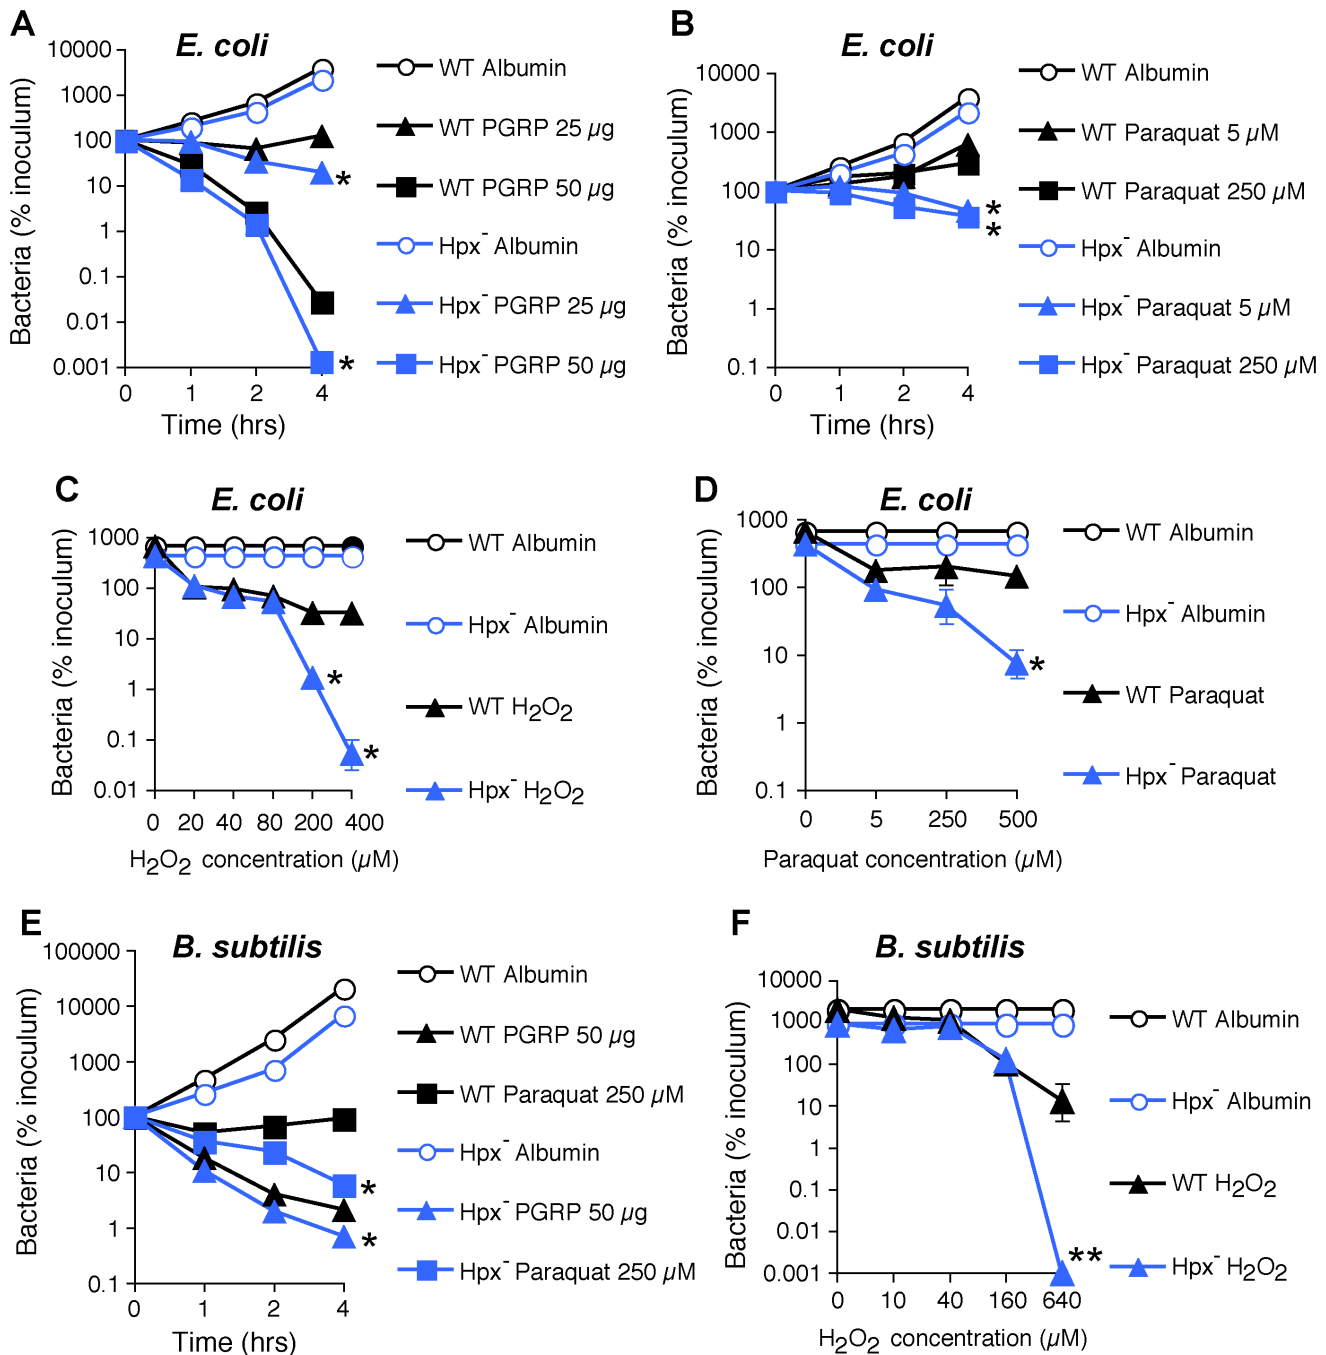 A
E. coli
Bacteria (% inoculum)
10000
1000
100
10
1
0.1
0.01
0.001
0 1 2 4
Time (hrs)
WT Albumin
WT PGRP 25 µg
WT PGRP 50 µg
Hpx⁻ Albumin
Hpx⁻ PGRP 25 µg
Hpx⁻ PGRP 50 µg
*
*
B
E. coli
Bacteria (% inoculum)
10000
1000
100
10
1
0.1
0 1 2 4
Time (hrs)
WT Albumin
WT Paraquat 5 µM
WT Paraquat 250 µM
Hpx⁻ Albumin
Hpx⁻ Paraquat 5 µM
Hpx⁻ Paraquat 250 µM
*
*
C
E. coli
Bacteria (% inoculum)
1000
100
10
1
0.1
0.01
0 20 40 80 200 400
H₂O₂ concentration (µM)
WT Albumin
Hpx⁻ Albumin
WT H₂O₂
Hpx⁻ H₂O₂
*
*
D
E. coli
Bacteria (% inoculum)
1000
100
10
1
0.1
0 5 250 500
Paraquat concentration (µM)
WT Albumin
Hpx⁻ Albumin
WT Paraquat
Hpx⁻ Paraquat
*
E
B. subtilis
Bacteria (% inoculum)
100000
10000
1000
100
10
1
0.1
0 1 2 4
Time (hrs)
WT Albumin
WT PGRP 50 µg
WT Paraquat 250 µM
Hpx⁻ Albumin
Hpx⁻ PGRP 50 µg
Hpx⁻ Paraquat 250 µM
*
*
F
B. subtilis
Bacteria (% inoculum)
10000
1000
100
10
1
0.1
0.01
0.001
0 10 40 160 640
H₂O₂ concentration (µM)
WT Albumin
Hpx⁻ Albumin
WT H₂O₂
Hpx⁻ H₂O₂
**